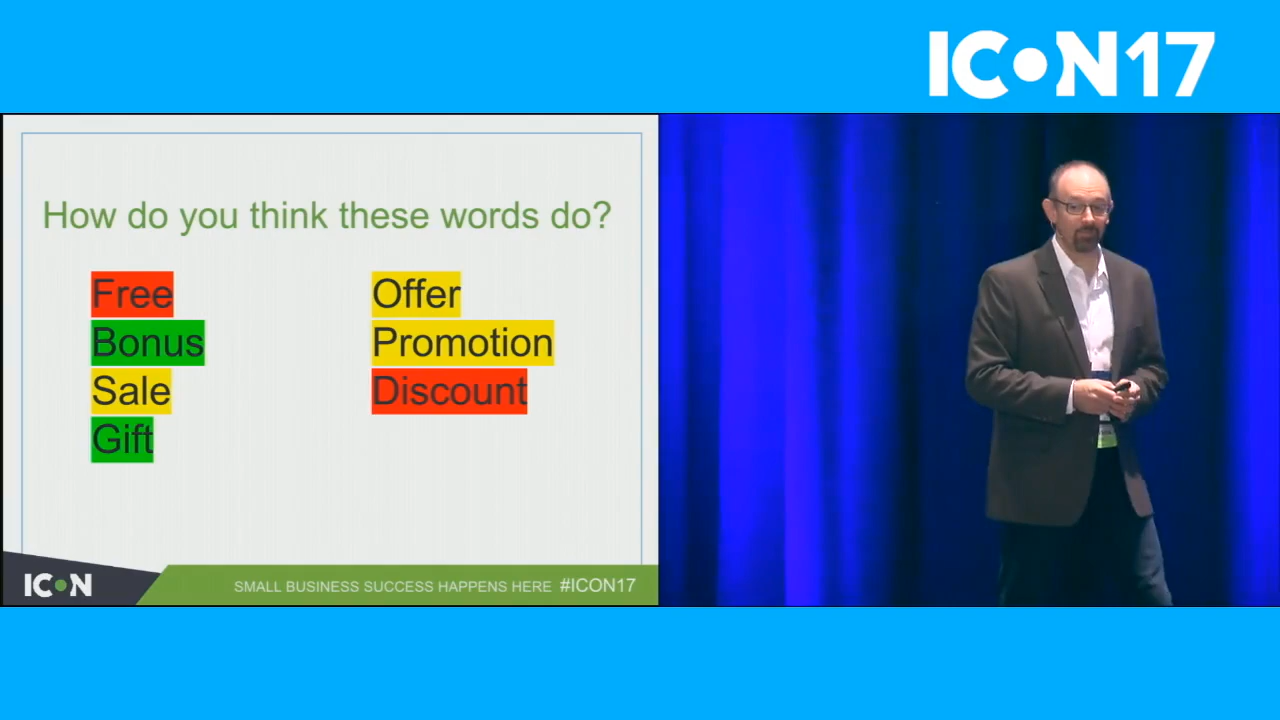 ICON17
How do you think these words do?
Free
Bonus
Sale
Gift
Offer
Promotion
Discount
ICON
SMALL BUSINESS SUCCESS HAPPENS HERE #ICON17